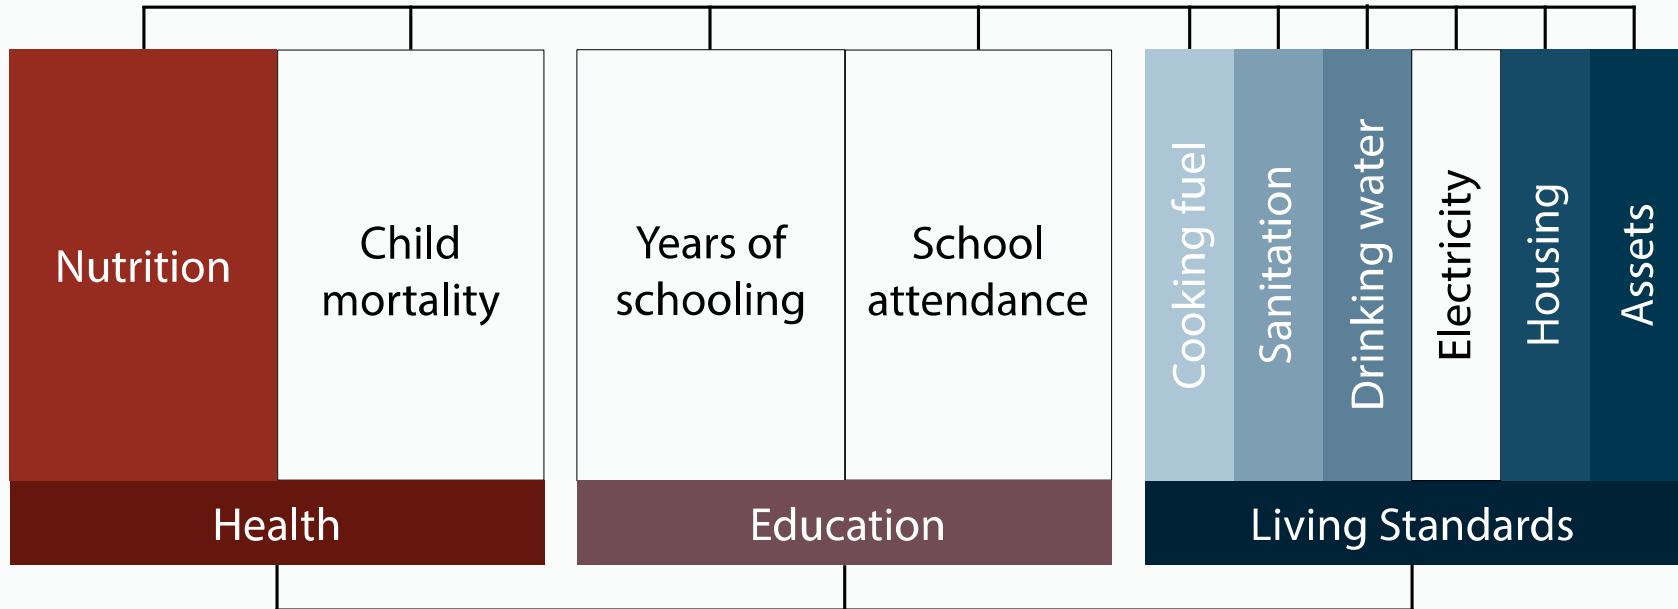 Nutrition
Child
mortality
Years of
schooling
School
attendance
Cooking fuel
Sanitation
Drinking water
Electricity
Housing
Assets
Health
Education
Living Standards